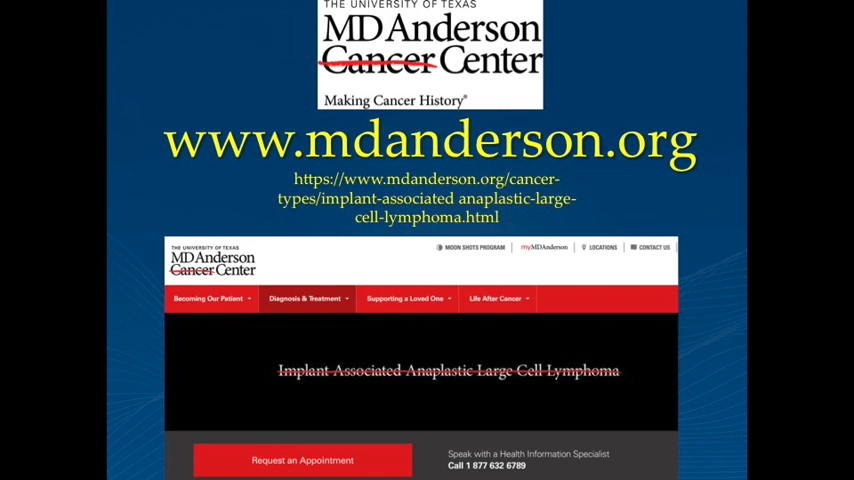 THE UNIVERSITY OF TEXAS
MD Anderson
Cancer Center
Making Cancer History®
www.mdanderson.org
https://www.mdanderson.org/cancer-
types/implant-associated anaplastic-large-
cell-lymphoma.html
THE UNIVERSITY OF TEXAS
MD Anderson
Cancer Center
MOON SHOTS PROGRAM
myMDAnderson
LOCATIONS
CONTACT US
Becoming Our Patient
Diagnosis & Treatment
Supporting a Loved One
Life After Cancer
Implant Associated Anaplastic Large Cell Lymphoma
Request an Appointment
Speak with a Health Information Specialist
Call 1 877 632 6789